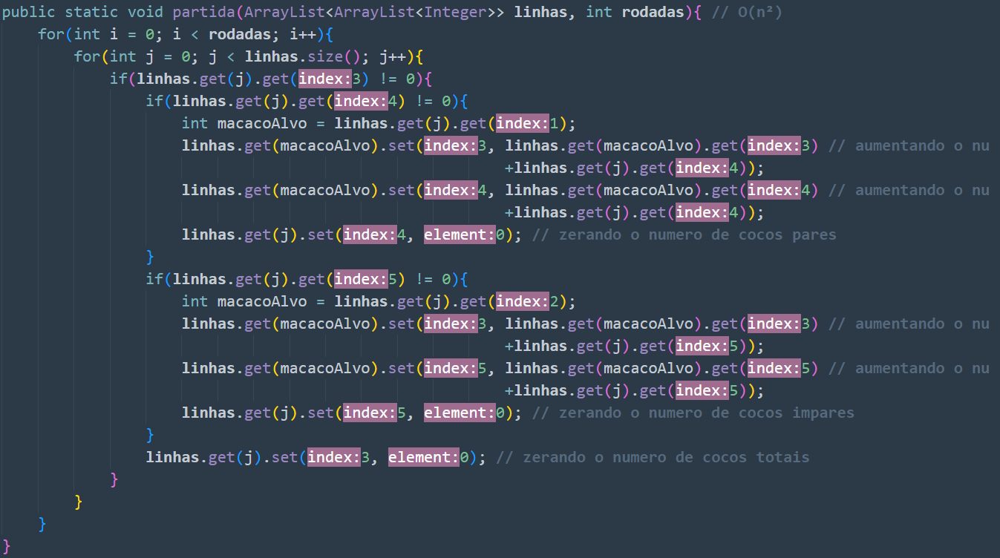 public static void partida(ArrayList<ArrayList<Integer>> linhas, int rodadas){ // O(n²)
for(int i = 0; i < rodadas; i++){
for(int j = 0; j < linhas.size(); j++){
if(linhas.get(j).get(index:3) != 0){
if(linhas.get(j).get(index:4) != 0){
int macacoAlvo = linhas.get(j).get(index:1);
linhas.get(macacoAlvo).set(index:3, linhas.get(macacoAlvo).get(index:3) // aumentando o nu
+linhas.get(j).get(index:4));
linhas.get(macacoAlvo).set(index:4, linhas.get(macacoAlvo).get(index:4) // aumentando o nu
+linhas.get(j).get(index:4));
linhas.get(j).set(index:4, element:0); // zerando o numero de cocos pares
}
if(linhas.get(j).get(index:5) != 0){
int macacoAlvo = linhas.get(j).get(index:2);
linhas.get(macacoAlvo).set(index:3, linhas.get(macacoAlvo).get(index:3) // aumentando o nu
+linhas.get(j).get(index:5));
linhas.get(macacoAlvo).set(index:5, linhas.get(macacoAlvo).get(index:5) // aumentando o nu
+linhas.get(j).get(index:5));
linhas.get(j).set(index:5, element:0); // zerando o numero de cocos impares
}
linhas.get(j).set(index:3, element:0); // zerando o numero de cocos totais
}
}
}
}